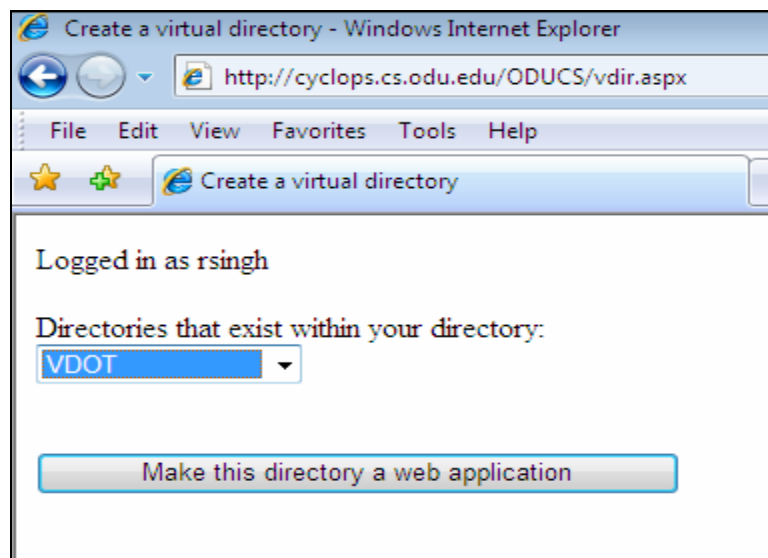 Create a virtual directory - Windows Internet Explorer
http://cyclops.cs.odu.edu/ODUCS/vdir.aspx
File Edit View Favorites Tools Help
Create a virtual directory
Logged in as rsingh
Directories that exist within your directory:
VDOT
Make this directory a web application